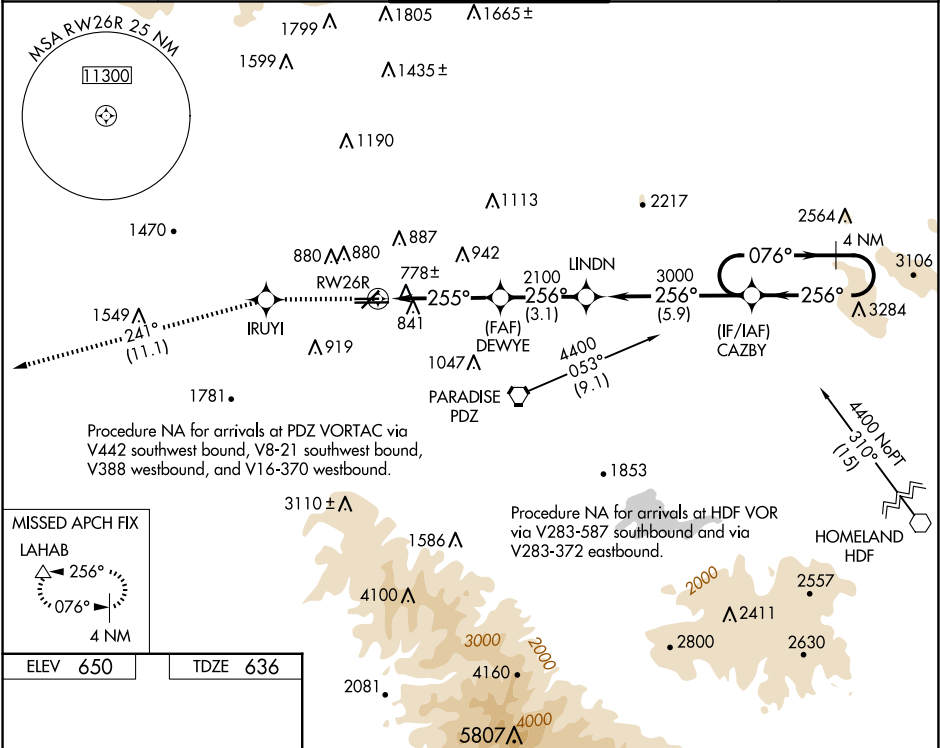 MSA RW26R 25 NM
11300
1799
1805
1665 ±
1599
1435 ±
1190
1113
2217
2564
4 NM
1470
880
880
887
942
2100
LINDN
3000
076°
3106
RW26R
778 ±
255°
256°
256°
256°
(3.1)
(5.9)
841
3284
1549
IRUYI
(FAF)
DEWYE
(IF/IAF)
CAZBY
241°
(11.1)
919
1047
4400
053°
(9.1)
PARADISE
PDZ
1781
4400 NoPT
310°
(15)
Procedure NA for arrivals at PDZ VORTAC via
V442 southwest bound, V8-21 southwest bound,
V388 westbound, and V16-370 westbound.
1853
3110 ±
Procedure NA for arrivals at HDF VOR
via V283-587 southbound and via
V283-372 eastbound.
HOMELAND
HDF
MISSED APCH FIX
LAHAB
256°
076°
4 NM
1586
4100
2000
2557
2411
3000
2000
2800
2630
ELEV 650
TDZE 636
4160
2081
4000
5807